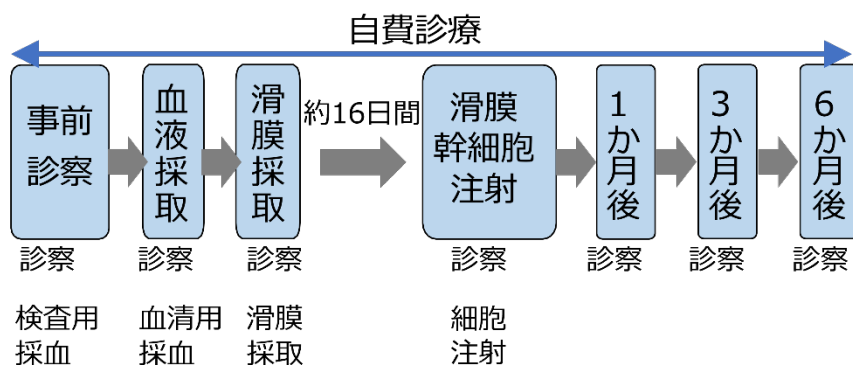 自費診療
事前
診察
血液採取
滑膜採取
約16日間
滑膜
幹細胞
注射
1か月後
3か月後
6か月後
診察 診察 診察 診察 診察 診察 診察
検査用
採血
血清用
採血
滑膜
採取
細胞
注射